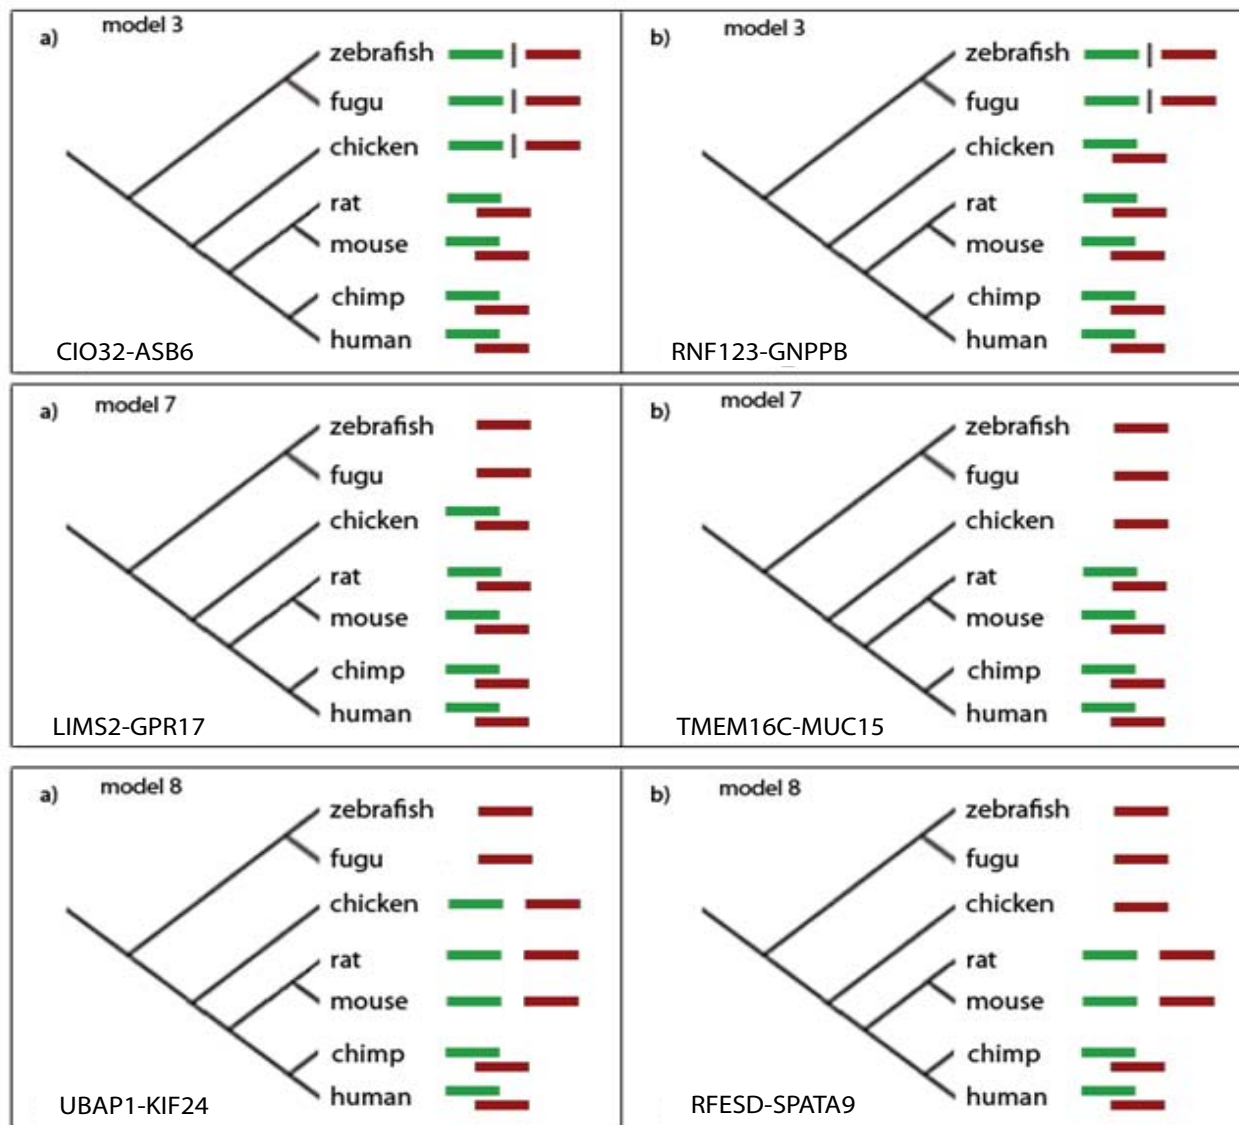 a) model 3
zebrafish
fugu
chicken
rat
mouse
chimp
human
CIO32-ASB6
b) model 3
zebrafish
fugu
chicken
rat
mouse
chimp
human
RNF123-GNPPB
a) model 7
zebrafish
fugu
chicken
rat
mouse
chimp
human
LIMS2-GPR17
b) model 7
zebrafish
fugu
chicken
rat
mouse
chimp
human
TMEM16C-MUC15
a) model 8
zebrafish
fugu
chicken
rat
mouse
chimp
human
UBAP1-KIF24
b) model 8
zebrafish
fugu
chicken
rat
mouse
chimp
human
RFESD-SPATA9